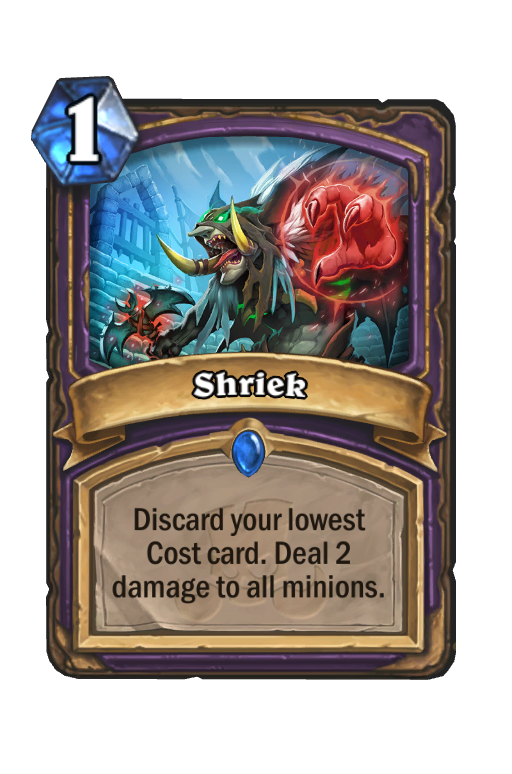 1
Shriek
Discard your lowest
Cost card. Deal 2
damage to all minions.